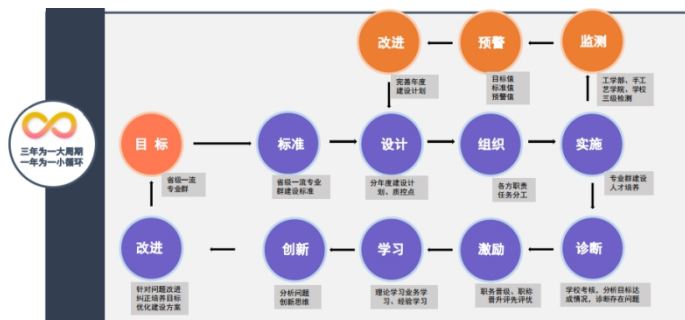 改进
预警
监测
完善年度
建设计划
目标值
标准值
预警值
工学部、手工
艺学院、学校
三级检测
三年为一大周期
一年为一小循环
目 标
标准
设计
组织
实施
省级一流
专业群
省级一流专业
群建设标准
分年度建设计
划、质控点
各方职责
任务分工
专业群建设
人才培养
改进
创新
学习
激励
诊断
针对问题改进
纠正培养目标
优化建设方案
分析问题
创新思维
理论学习业务学
习、经验学习
职务晋级、职称
晋升评先评优
学校考核，分析目标达
成情况，诊断存在问题